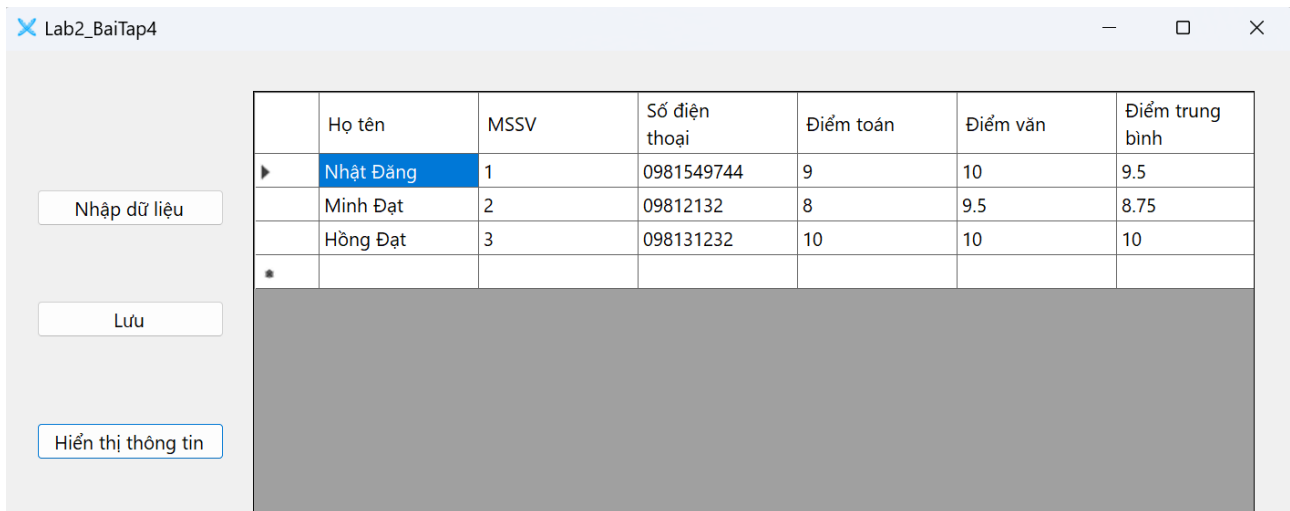 Lab2_BaiTap4
Họ tên MSSV Số điện thoại Điểm toán Điểm văn Điểm trung bình
Nhật Đăng 1 0981549744 9 10 9.5
Minh Đạt 2 09812132 8 9.5 8.75
Hồng Đạt 3 098131232 10 10 10
Nhập dữ liệu
Lưu
Hiển thị thông tin